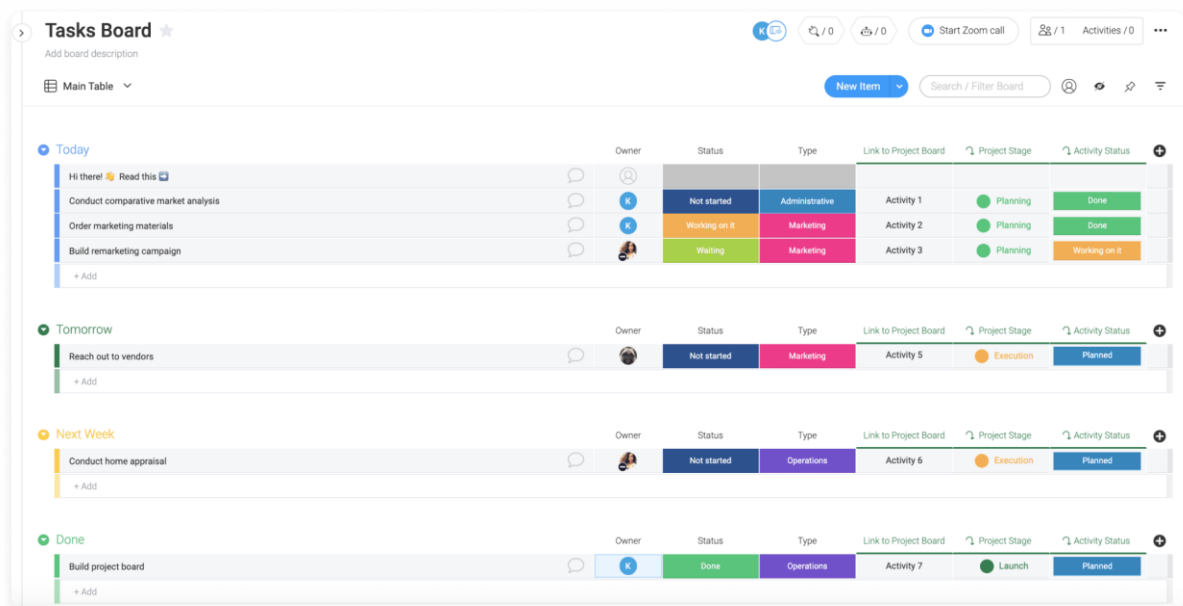 Tasks Board
K
/ 0
/ 0
Start Zoom call
/ 1 Activities / 0
Add board description
Main Table
New Item
Search / Filter Board
Today Owner Status Type Link to Project Board Project Stage Activity Status
Hi there! 👋 Read this ➡️
Conduct comparative market analysis K Not started Administrative Activity 1 Planning Done
Order marketing materials K Working on it Marketing Activity 2 Planning Done
Build remarketing campaign Waiting Marketing Activity 3 Planning Working on it
+ Add
Tomorrow Owner Status Type Link to Project Board Project Stage Activity Status
Reach out to vendors Not started Marketing Activity 5 Execution Planned
+ Add
Next Week Owner Status Type Link to Project Board Project Stage Activity Status
Conduct home appraisal Not started Operations Activity 6 Execution Planned
+ Add
Done Owner Status Type Link to Project Board Project Stage Activity Status
Build project board K Done Operations Activity 7 Launch Planned
+ Add